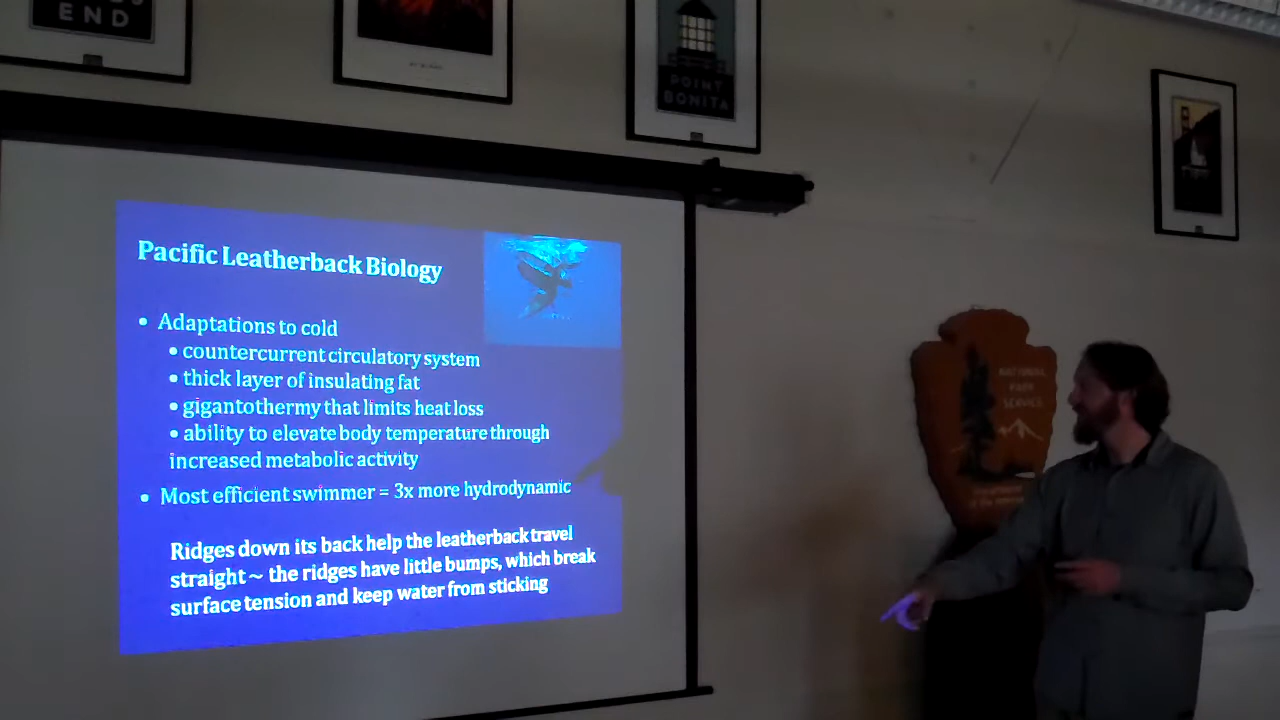 END
POINT
BONITA
Pacific Leatherback Biology
• Adaptations to cold
• countercurrent circulatory system
• thick layer of insulating fat
• gigantothermy that limits heat loss
• ability to elevate body temperature through
increased metabolic activity
• Most efficient swimmer = 3x more hydrodynamic
Ridges down its back help the leatherback travel
straight ~ the ridges have little bumps, which break
surface tension and keep water from sticking
NATIONAL
PARK
SERVICE